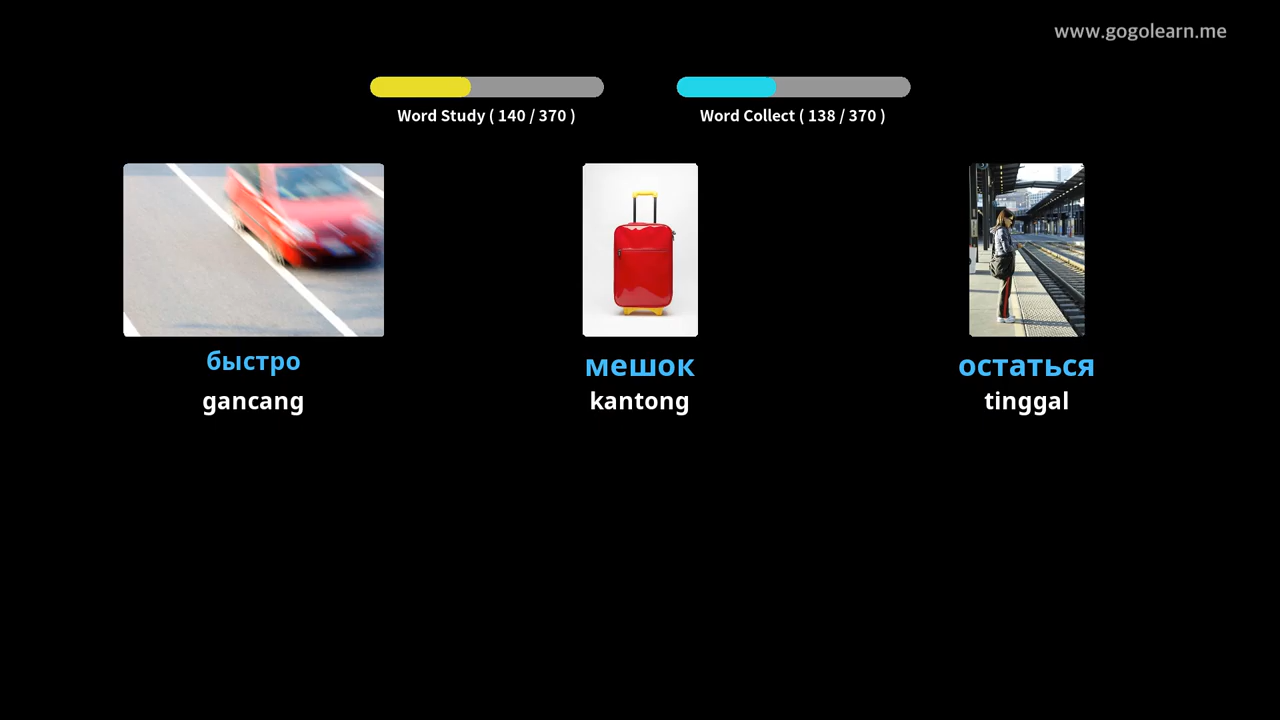 www.gogolearn.me
Word Study ( 140 / 370 )
Word Collect ( 138 / 370 )
быстро
gancang
мешок
kantong
остаться
tinggal